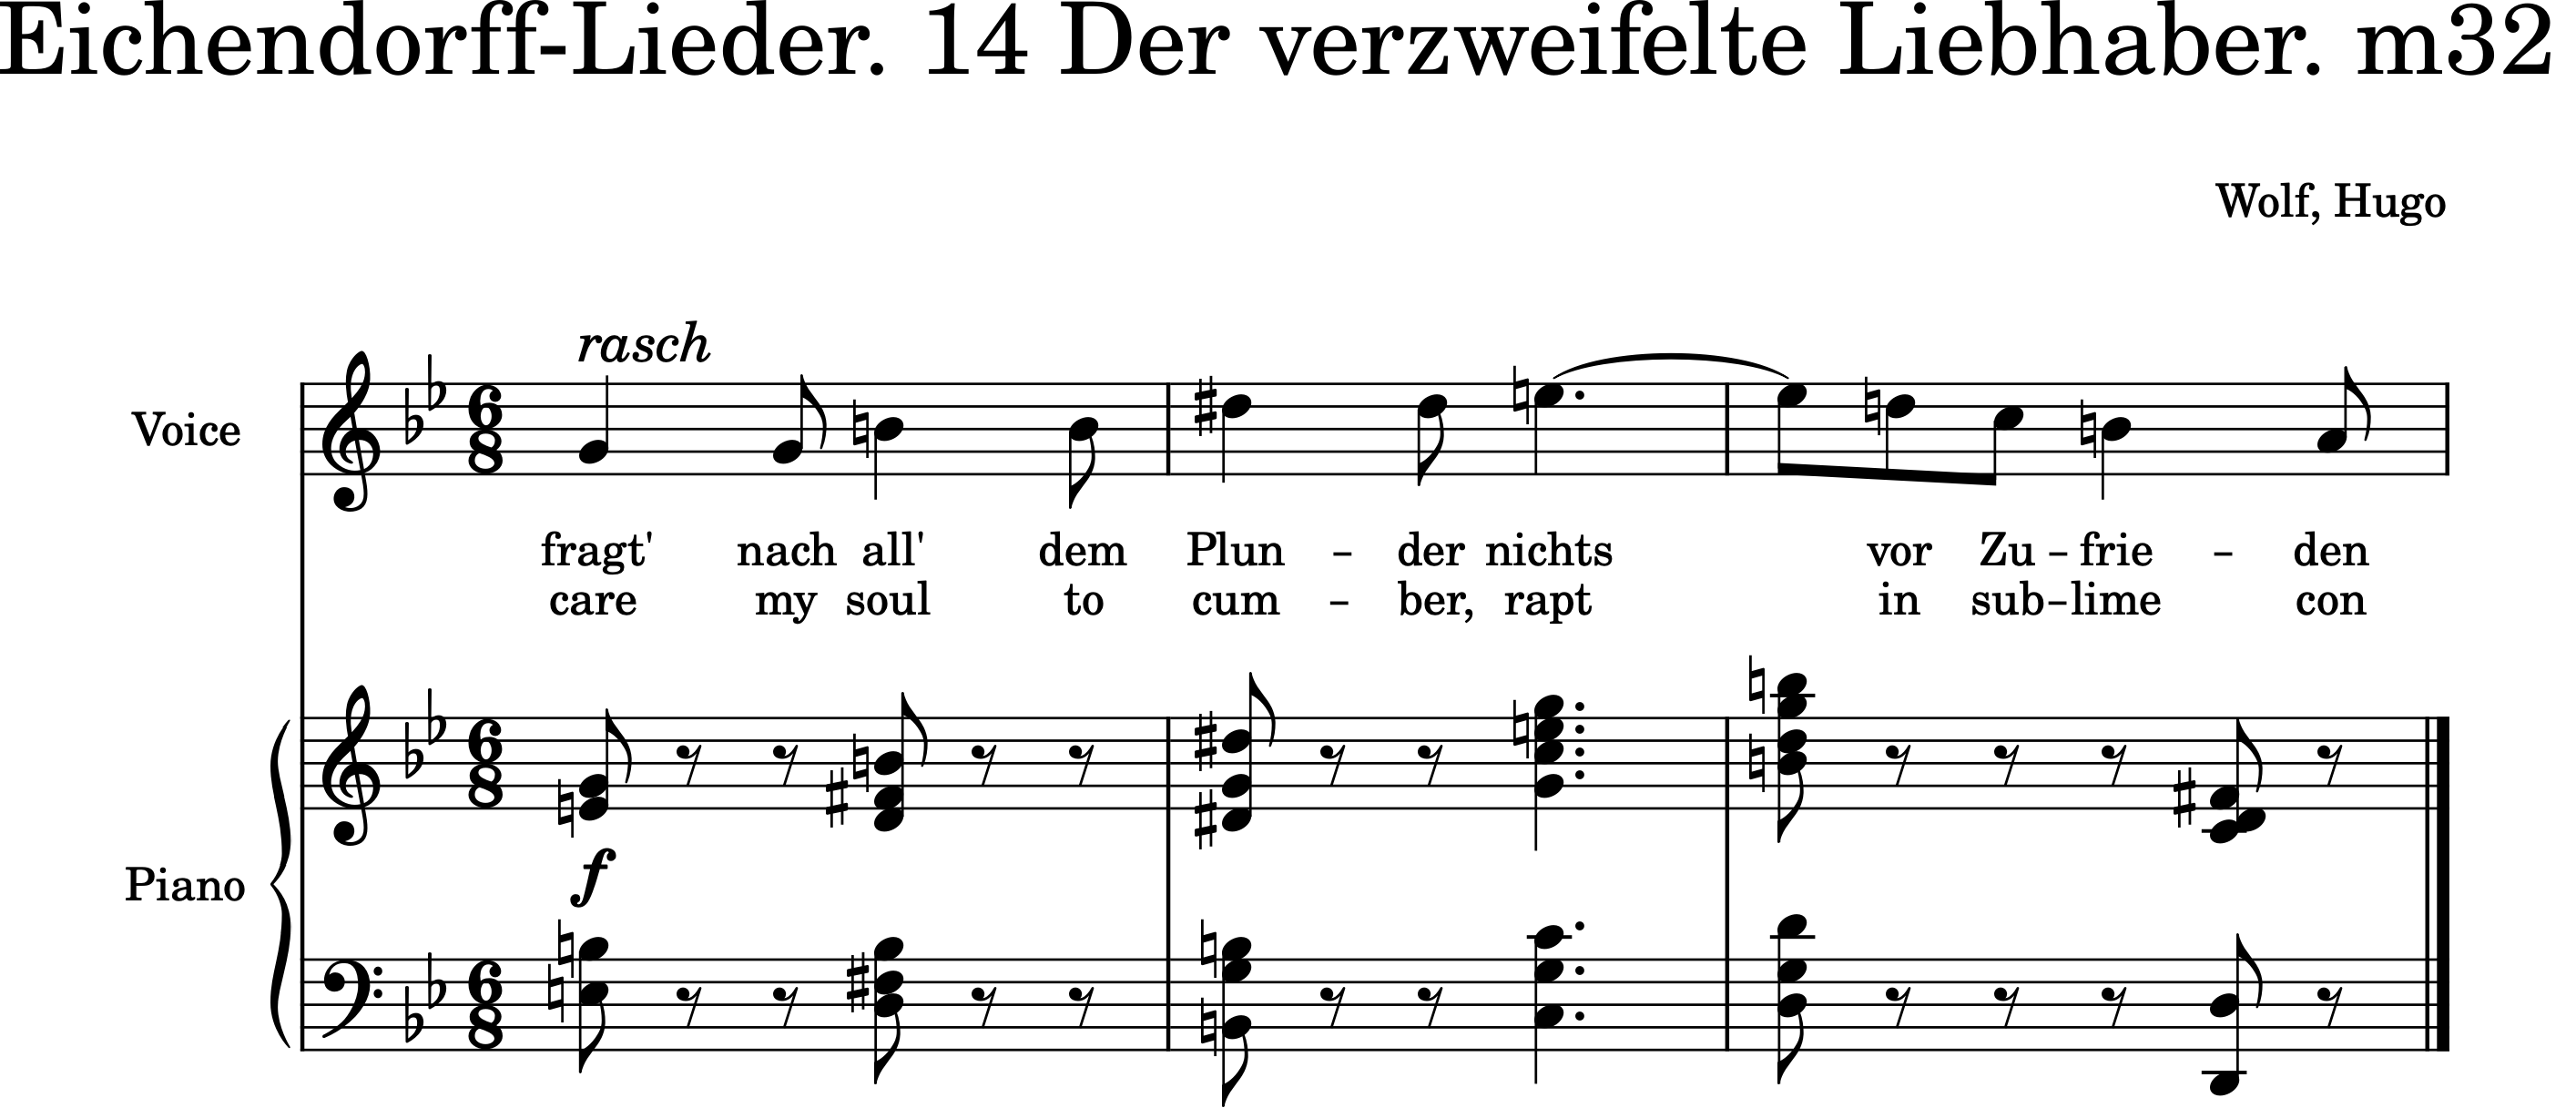 Eichendorff-Lieder. 14 Der verzweifelte Liebhaber. m32
Wolf, Hugo
rasch
Voice
fragt' nach all' dem Plun – der nichts vor Zu – frie – den
care my soul to cum – ber, rapt in sub – lime con
Piano
f